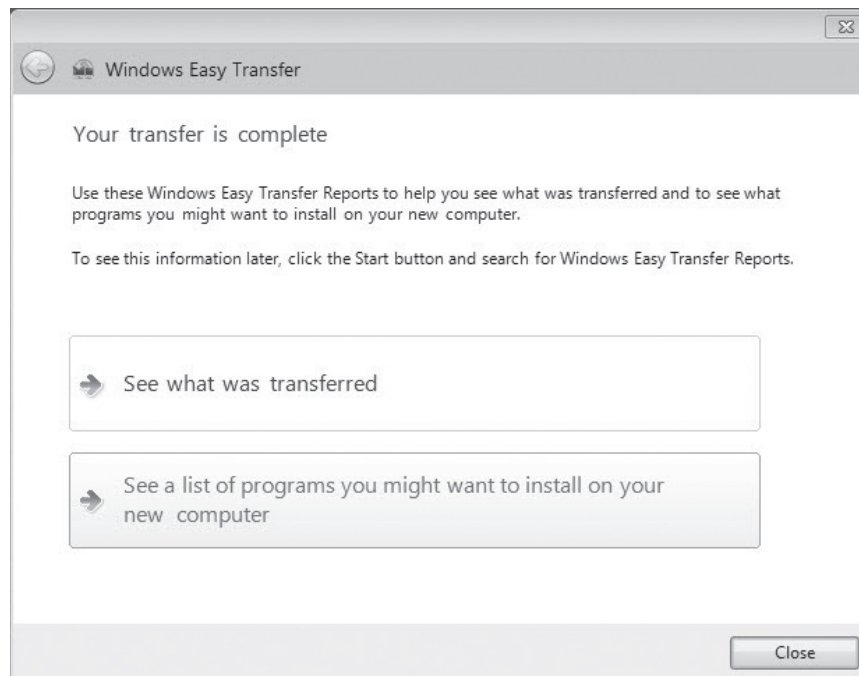 Windows Easy Transfer
Your transfer is complete
Use these Windows Easy Transfer Reports to help you see what was transferred and to see what
programs you might want to install on your new computer.
To see this information later, click the Start button and search for Windows Easy Transfer Reports.
See what was transferred
See a list of programs you might want to install on your
new computer
Close